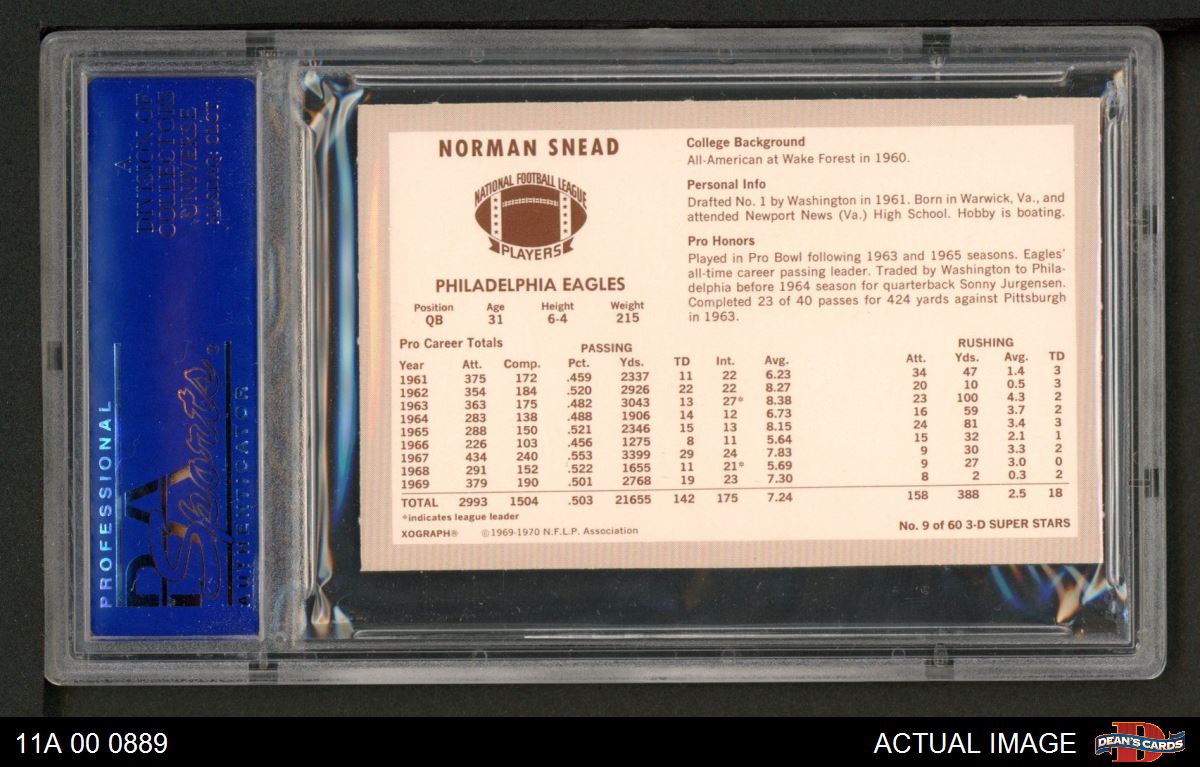 A
DIVISION OF
COLLECTORS
UNIVERSE
NASDAQ: CLCT
PROFESSIONAL
PSA
Sports
AUTHENTICATOR
NORMAN SNEAD
NATIONAL FOOTBALL LEAGUE
PLAYERS
PHILADELPHIA EAGLES
Position Age Height Weight
QB 31 6-4 215
College Background
All-American at Wake Forest in 1960.
Personal Info
Drafted No. 1 by Washington in 1961. Born in Warwick, Va., and
attended Newport News (Va.) High School. Hobby is boating.
Pro Honors
Played in Pro Bowl following 1963 and 1965 seasons. Eagles'
all-time career passing leader. Traded by Washington to Phila-
delphia before 1964 season for quarterback Sonny Jurgensen.
Completed 23 of 40 passes for 424 yards against Pittsburgh
in 1963.
Pro Career Totals PASSING RUSHING
Year Att. Comp. Pct. Yds. TD Int. Avg. Att. Yds. Avg. TD
1961 375 172 .459 2337 11 22 6.23 34 47 1.4 3
1962 354 184 .520 2926 22 22 8.27 20 10 0.5 3
1963 363 175 .482 3043 13 27* 8.38 23 100 4.3 2
1964 283 138 .488 1906 14 12 6.73 16 59 3.7 2
1965 288 150 .521 2346 15 13 8.15 24 81 3.4 3
1966 226 103 .456 1275 8 11 5.64 15 32 2.1 1
1967 434 240 .553 3399 29 24 7.83 9 30 3.3 2
1968 291 152 .522 1655 11 21* 5.69 9 27 3.0 0
1969 379 190 .501 2768 19 23 7.30 8 2 0.3 2
TOTAL 2993 1504 .503 21655 142 175 7.24 158 388 2.5 18
*indicates league leader
XOGRAPH® ©1969-1970 N.F.L.P. Association
No. 9 of 60 3-D SUPER STARS
11A 00 0889
ACTUAL IMAGE
D
DEAN'S CARDS